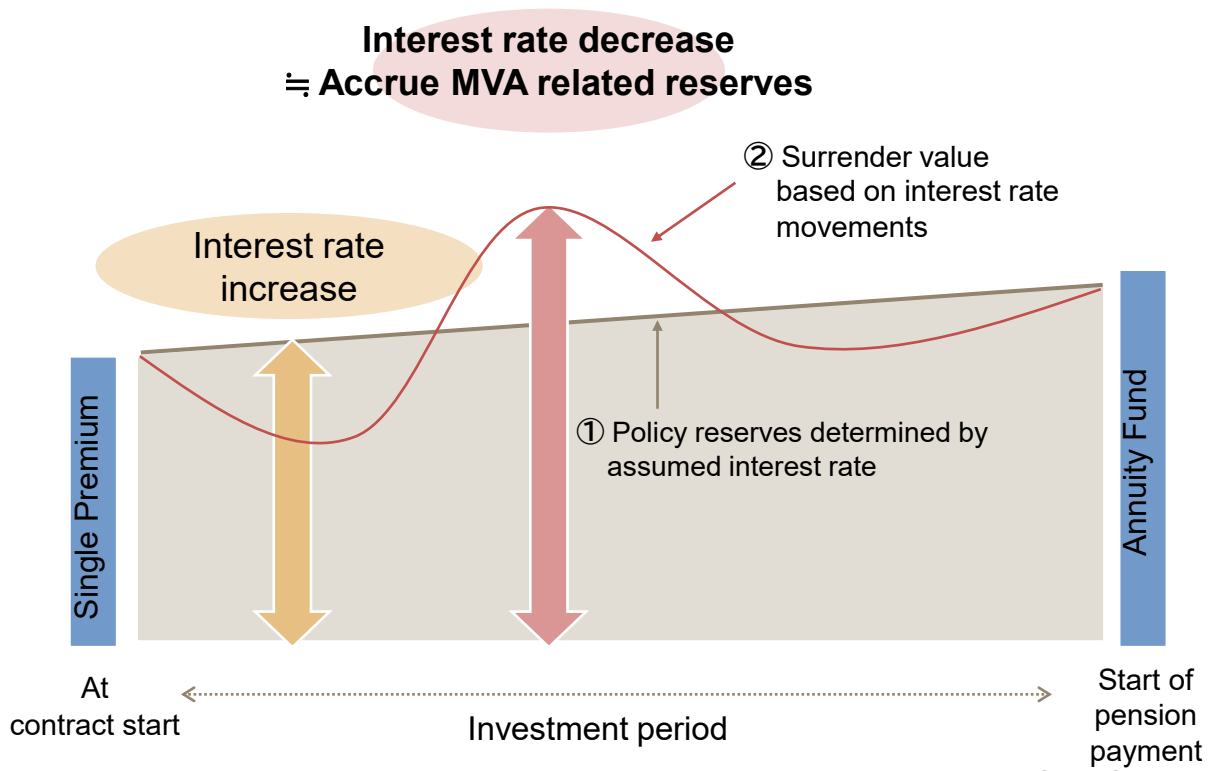 Interest rate decrease
≒ Accrue MVA related reserves
② Surrender value
based on interest rate
movements
Interest rate
increase
① Policy reserves determined by
assumed interest rate
Single Premium
Annuity Fund
At
contract start
Investment period
Start of
pension
payment